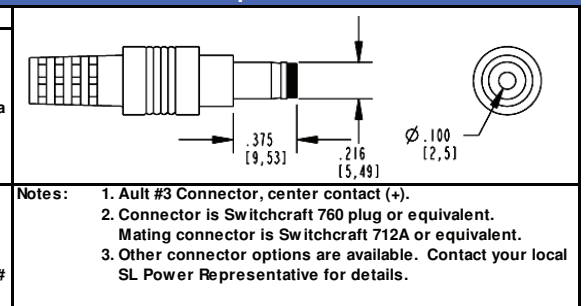 .375
[9,53]
.216
[5,49]
Ø .100
[2,5]
a
Notes: 1. Ault #3 Connector, center contact (+).
2. Connector is Switchcraft 760 plug or equivalent.
Mating connector is Switchcraft 712A or equivalent.
3. Other connector options are available. Contact your local
SL Power Representative for details.
#